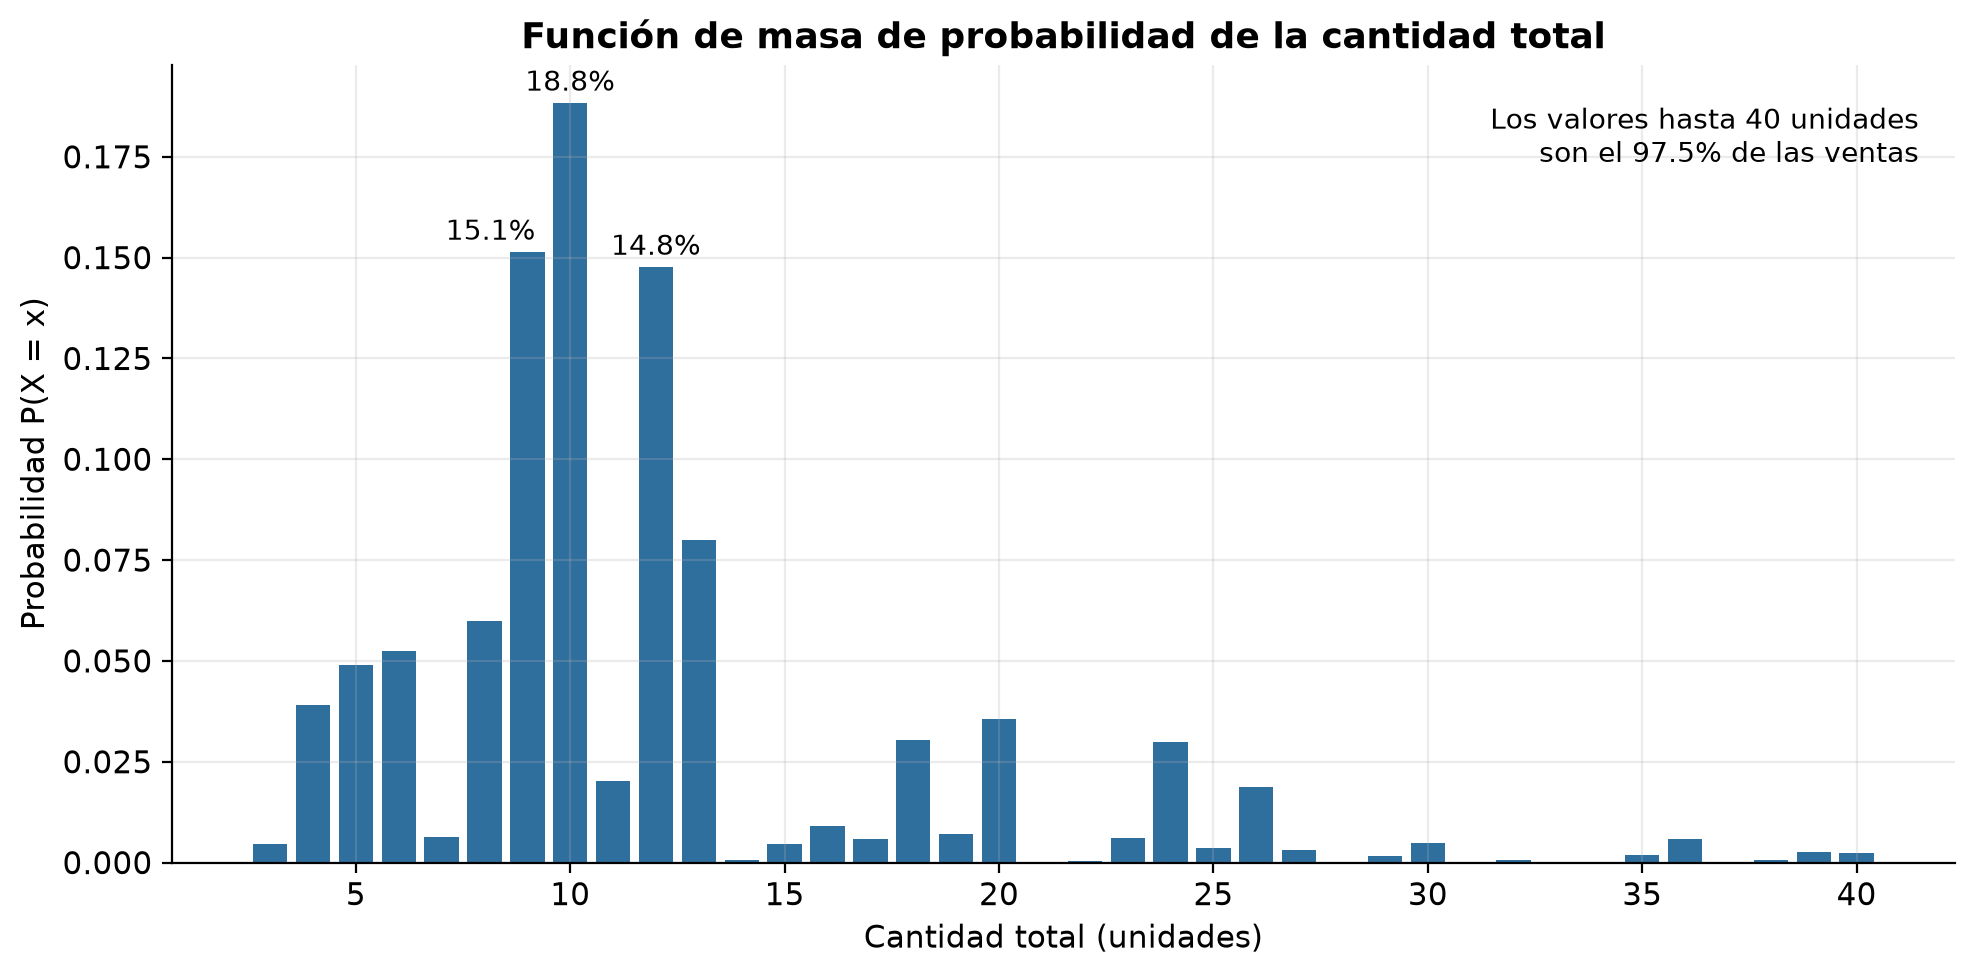 Función de masa de probabilidad de la cantidad total
18.8%
Los valores hasta 40 unidades
son el 97.5% de las ventas
15.1%
14.8%
Probabilidad P(X = x)
0.175
0.150
0.125
0.100
0.075
0.050
0.025
0.000
5 10 15 20 25 30 35 40
Cantidad total (unidades)